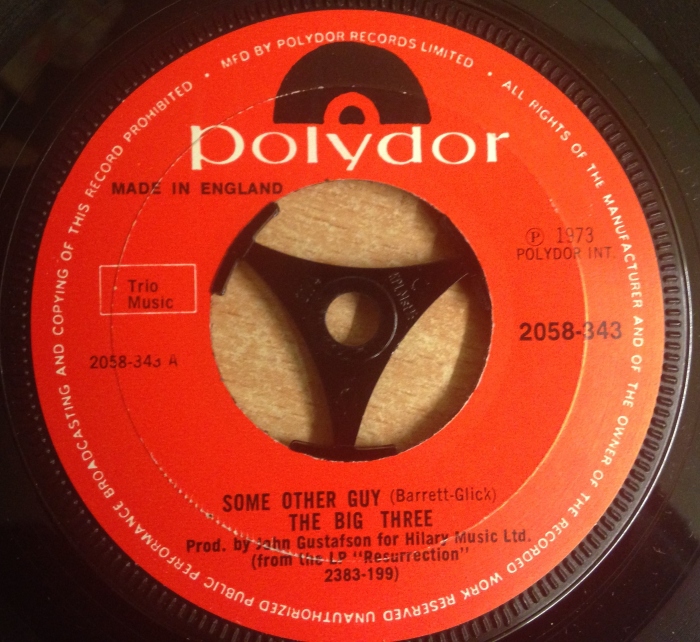 MFD BY POLYDOR RECORDS LIMITED • ALL RIGHTS OF THE MANUFACTURER AND OF THE OWNER OF THE RECORDED WORK RESERVED UNAUTHORIZED PUBLIC PERFORMANCE BROADCASTING AND COPYING OF THIS RECORD PROHIBITED •
polydor
MADE IN ENGLAND
℗ 1973
POLYDOR INT.
Trio
Music
2058-343
2058-343 A
SOME OTHER GUY (Barrett-Glick)
THE BIG THREE
Prod. by John Gustafson for Hilary Music Ltd.
(from the LP "Resurrection"
2383-199)